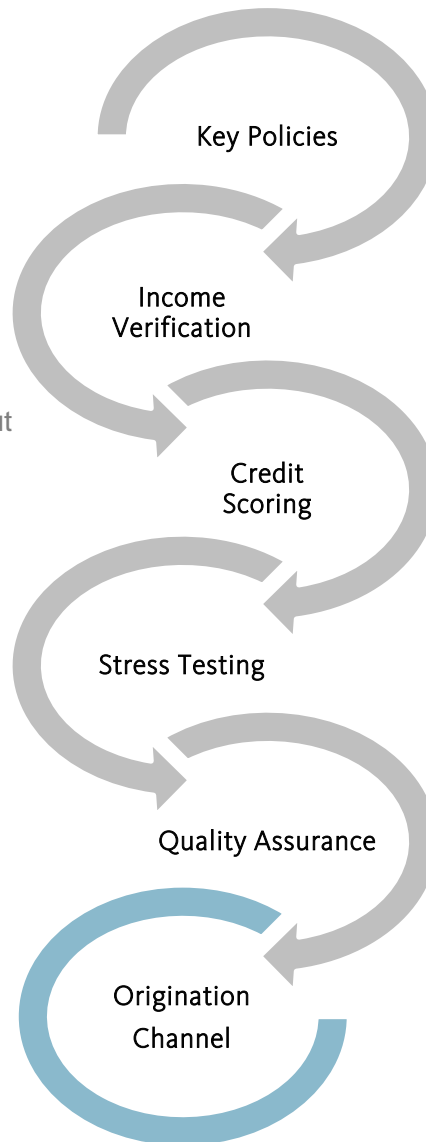 Key Policies
Income
Verification
Credit
Scoring
Stress Testing
Quality Assurance
Origination
Channel